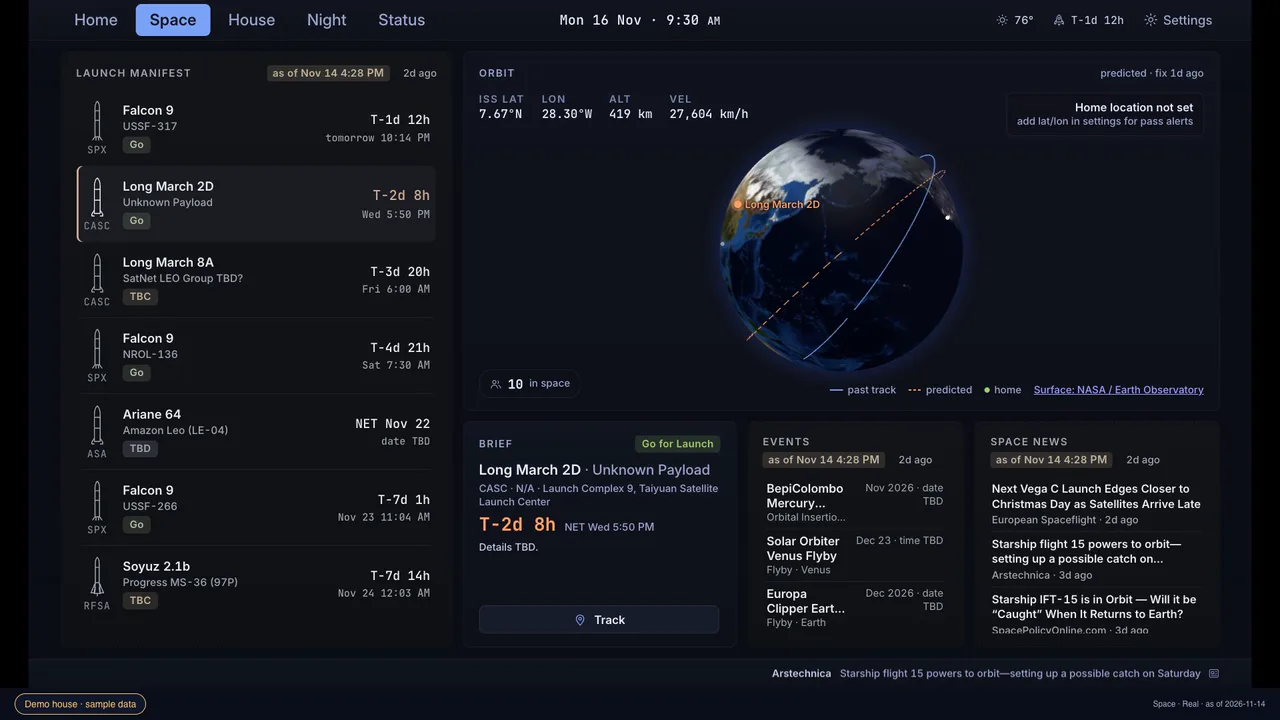 Home Space House Night Status Mon 16 Nov · 9:30 AM 76° T-1d 12h Settings
LAUNCH MANIFEST as of Nov 14 4:28 PM 2d ago
Falcon 9
USSF-317
Go
SPX
T-1d 12h
tomorrow 10:14 PM
Long March 2D
Unknown Payload
Go
CASC
T-2d 8h
Wed 5:50 PM
Long March 8A
SatNet LEO Group TBD?
TBC
CASC
T-3d 20h
Fri 6:00 AM
Falcon 9
NROL-136
Go
SPX
T-4d 21h
Sat 7:30 AM
Ariane 64
Amazon Leo (LE-04)
TBD
ASA
NET Nov 22
date TBD
Falcon 9
USSF-266
Go
SPX
T-7d 1h
Nov 23 11:04 AM
Soyuz 2.1b
Progress MS-36 (97P)
TBC
RFSA
T-7d 14h
Nov 24 12:03 AM
ORBIT predicted · fix 1d ago
ISS LAT LON ALT VEL
7.67°N 28.30°W 419 km 27,604 km/h
Home location not set
add lat/lon in settings for pass alerts
Long March 2D
10 in space
past track predicted home Surface: NASA / Earth Observatory
BRIEF Go for Launch
Long March 2D · Unknown Payload
CASC · N/A · Launch Complex 9, Taiyuan Satellite
Launch Center
T-2d 8h NET Wed 5:50 PM
Details TBD.
Track
EVENTS
as of Nov 14 4:28 PM 2d ago
BepiColombo
Mercury...
Orbital Insertio...
Nov 2026 · date
TBD
Solar Orbiter
Venus Flyby
Flyby · Venus
Dec 23 · time TBD
Europa
Clipper Eart...
Flyby · Earth
Dec 2026 · date
TBD
SPACE NEWS
as of Nov 14 4:28 PM 2d ago
Next Vega C Launch Edges Closer to
Christmas Day as Satellites Arrive Late
European Spaceflight · 2d ago
Starship flight 15 powers to orbit—
setting up a possible catch on...
Arstechnica · 3d ago
Starship IFT-15 is in Orbit — Will it be
“Caught” When It Returns to Earth?
SpacePolicyOnline.com · 3d ago
Arstechnica Starship flight 15 powers to orbit—setting up a possible catch on Saturday
Demo house · sample data
Space · Real · as of 2026-11-14